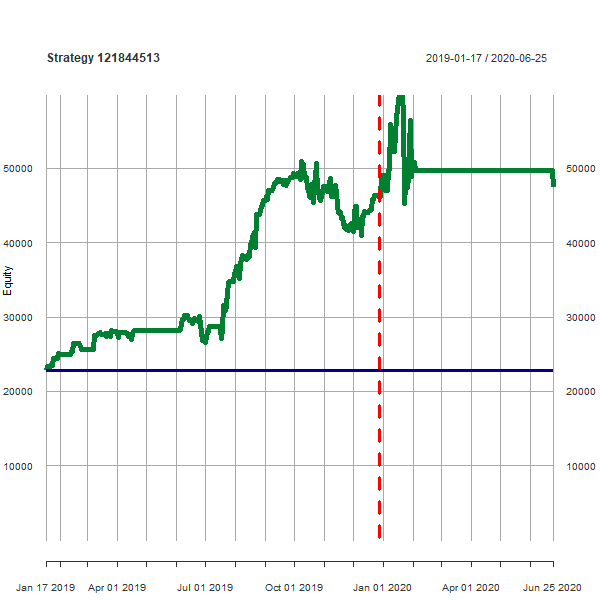 Strategy 121844513
2019-01-17 / 2020-06-25
50000
50000
40000
40000
Equity
30000
30000
20000
20000
10000
10000
Jan 17 2019
Apr 01 2019
Jul 01 2019
Oct 01 2019
Jan 01 2020
Apr 01 2020
Jun 25 2020